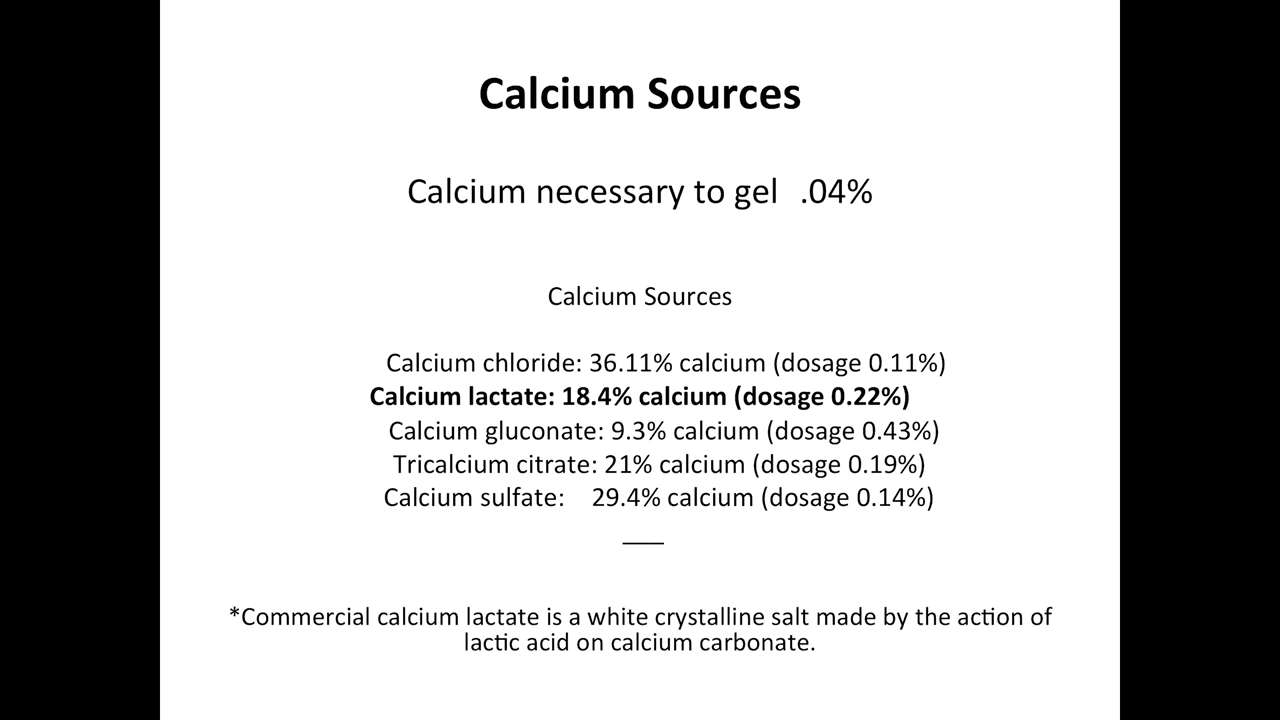 Calcium Sources
Calcium necessary to gel .04%
Calcium Sources
Calcium chloride: 36.11% calcium (dosage 0.11%)
Calcium lactate: 18.4% calcium (dosage 0.22%)
Calcium gluconate: 9.3% calcium (dosage 0.43%)
Tricalcium citrate: 21% calcium (dosage 0.19%)
Calcium sulfate: 29.4% calcium (dosage 0.14%)
*Commercial calcium lactate is a white crystalline salt made by the action of
lactic acid on calcium carbonate.